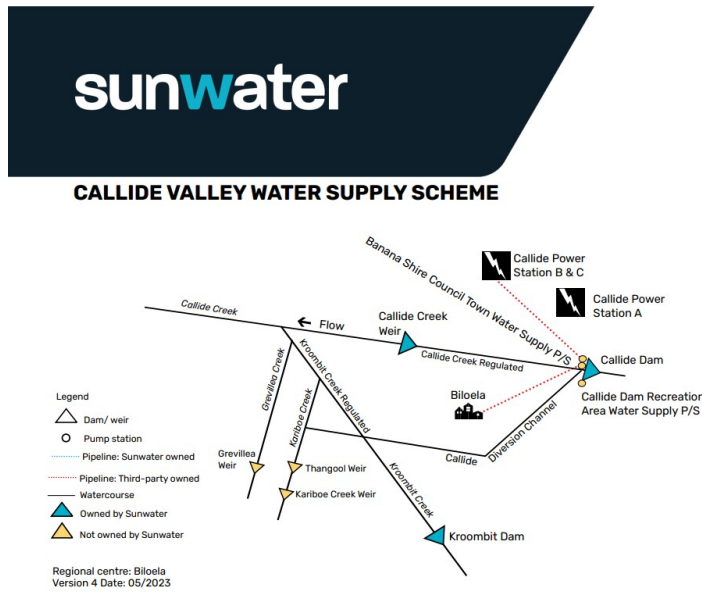 sunwater
CALLIDE VALLEY WATER SUPPLY SCHEME
Banana Shire Council Town Water Supply P/S
Callide Power
Station B & C
Callide Power
Station A
Callide Creek
Flow
Callide Creek
Weir
Callide Creek Regulated
Callide Dam
Callide Dam Recreation
Area Water Supply P/S
Biloela
Grevillea Creek
Kroombit Creek Regulated
Kariboe Creek
Callide
Diversion Channel
Grevillea
Weir
Thangool Weir
Kariboe Creek Weir
Kroombit Creek
Kroombit Dam
Legend
Dam/ weir
Pump station
Pipeline: Sunwater owned
Pipeline: Third-party owned
Watercourse
Owned by Sunwater
Not owned by Sunwater
Regional centre: Biloela
Version 4 Date: 05/2023